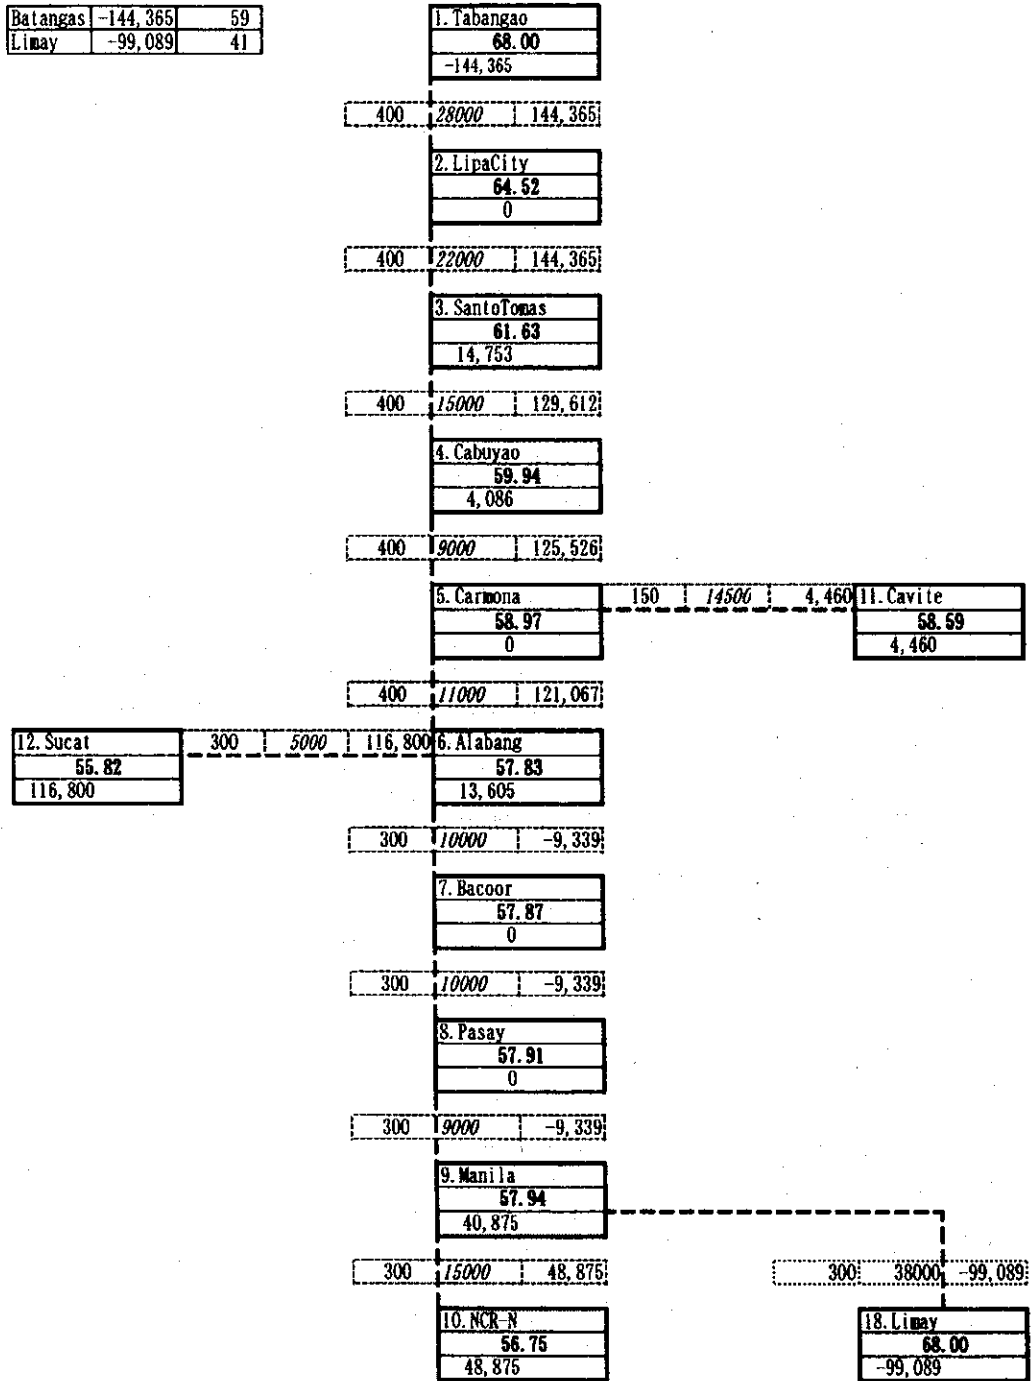 Batangas -144,365 59
Limay -99,089 41
1. Tabangao
68.00
-144,365
400 28000 144,365
2. LipaCity
64.52
0
400 22000 144,365
3. SantoTomas
61.63
14,753
400 15000 129,612
4. Cabuyao
59.94
4,086
400 9000 125,526
5. Carmona 150 14500 4,460 11. Cavite
58.97 58.59
0 4,460
400 11000 121,067
12. Sucat 300 5000 116,800 6. Alabang
55.82 57.83
116,800 13,605
300 10000 -9,339
7. Bacoor
57.87
0
300 10000 -9,339
8. Pasay
57.91
0
300 9000 -9,339
9. Manila
57.94
40,875
300 15000 48,875 300 38000 -99,089
10. NCR-N 18. Limay
56.75 68.00
48,875 -99,089